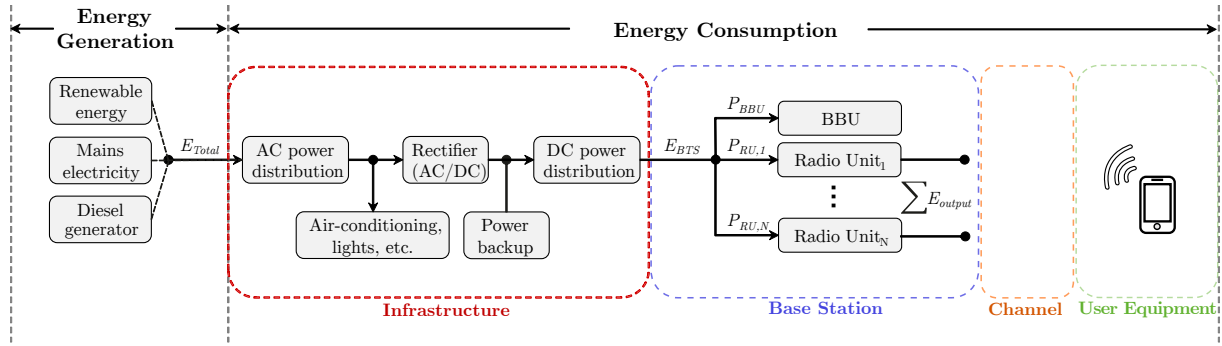 Energy
Generation
Energy Consumption
Renewable
energy
Mains
electricity
Diesel
generator
E_Total
AC power
distribution
Rectifier
(AC/DC)
DC power
distribution
Air-conditioning,
lights, etc.
Power
backup
Infrastructure
E_BTS
P_BBU
BBU
P_RU,1
Radio Unit_1
⋮
∑ E_output
P_RU,N
Radio Unit_N
Base Station
Channel
User Equipment